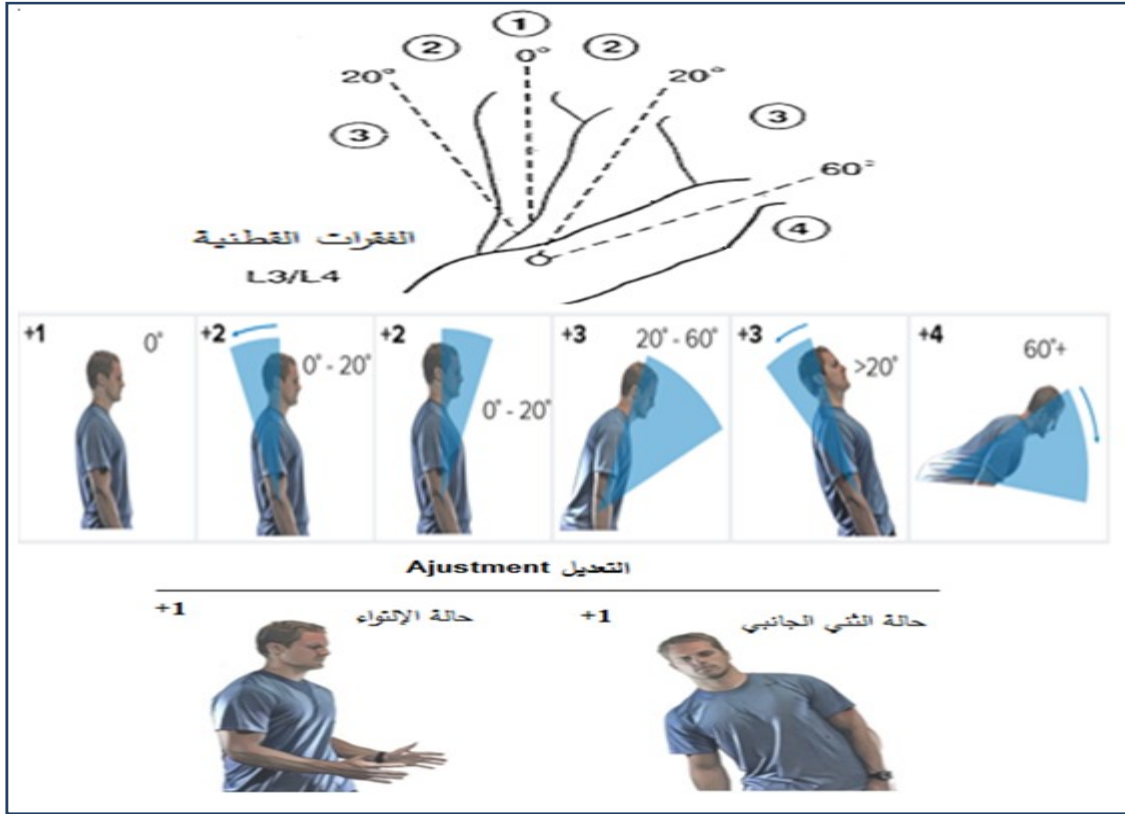 ①
② 0° ②
20° 20°
③ ③
60°
④
الفقرات القطنية
L3/L4
+1 0°
+2 0° - 20°
+2 0° - 20°
+3 20° - 60°
+3 >20°
+4 60°+
التعديل Ajustment
+1 حالة الإلتواء
+1 حالة الثني الجانبي